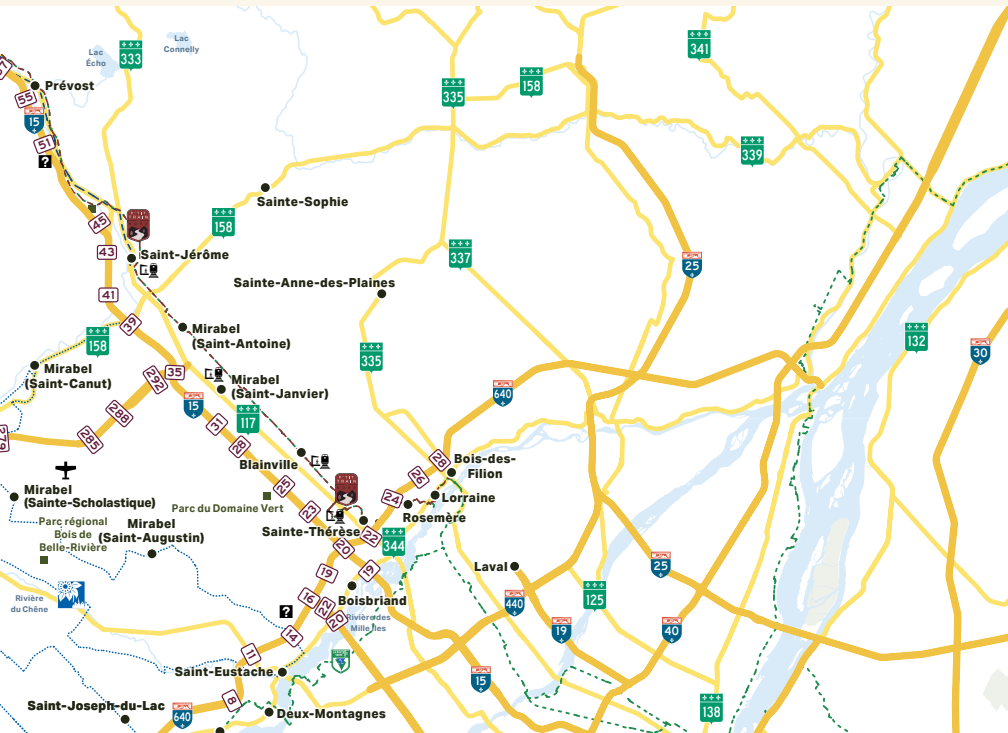 Lac
Connelly
Lac
Écho
333
341
335
158
57
55
Prévost
15
51
?
339
45
Sainte-Sophie
158
43
Saint-Jérôme
337
25
Sainte-Anne-des-Plaines
41
39
158
Mirabel
(Saint-Antoine)
132
30
335
Mirabel
(Saint-Canut)
35
292
Mirabel
(Saint-Janvier)
640
15
288
117
31
279
285
28
Blainville
28
Bois-des-
Filion
26
25
24
Lorraine
Mirabel
(Sainte-Scholastique)
Parc du Domaine Vert
23
Rosemère
Parc régional
Bois de
Belle-Rivière
Mirabel
(Saint-Augustin)
Sainte-Thérèse
22
344
20
19
19
Laval
25
Rivière
du Chêne
16
22
20
Boisbriand
440
125
?
Rivière des
Mille Îles
14
19
40
11
Saint-Eustache
15
8
Saint-Joseph-du-Lac
640
Deux-Montagnes
138